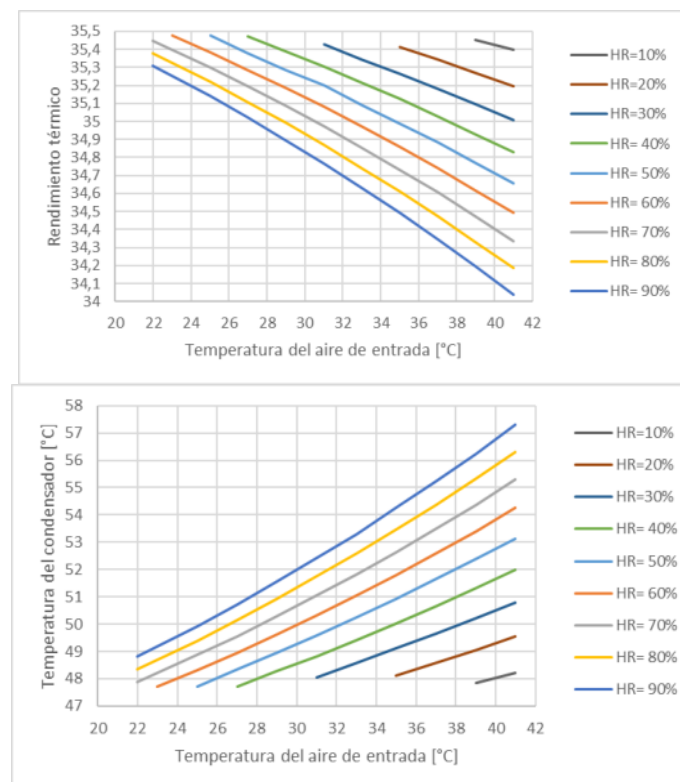 35,5
35,4
35,3
35,2
35,1
35
34,9
34,8
34,7
34,6
34,5
34,4
34,3
34,2
34,1
34
Rendimiento térmico
20 22 24 26 28 30 32 34 36 38 40 42
Temperatura del aire de entrada [°C]
HR=10%
HR=20%
HR=30%
HR= 40%
HR= 50%
HR= 60%
HR= 70%
HR= 80%
HR= 90%
58
57
56
55
54
53
52
51
50
49
48
47
Temperatura del condensador [°C]
20 22 24 26 28 30 32 34 36 38 40 42
Temperatura del aire de entrada [°C]
HR=10%
HR=20%
HR=30%
HR= 40%
HR= 50%
HR= 60%
HR= 70%
HR= 80%
HR= 90%